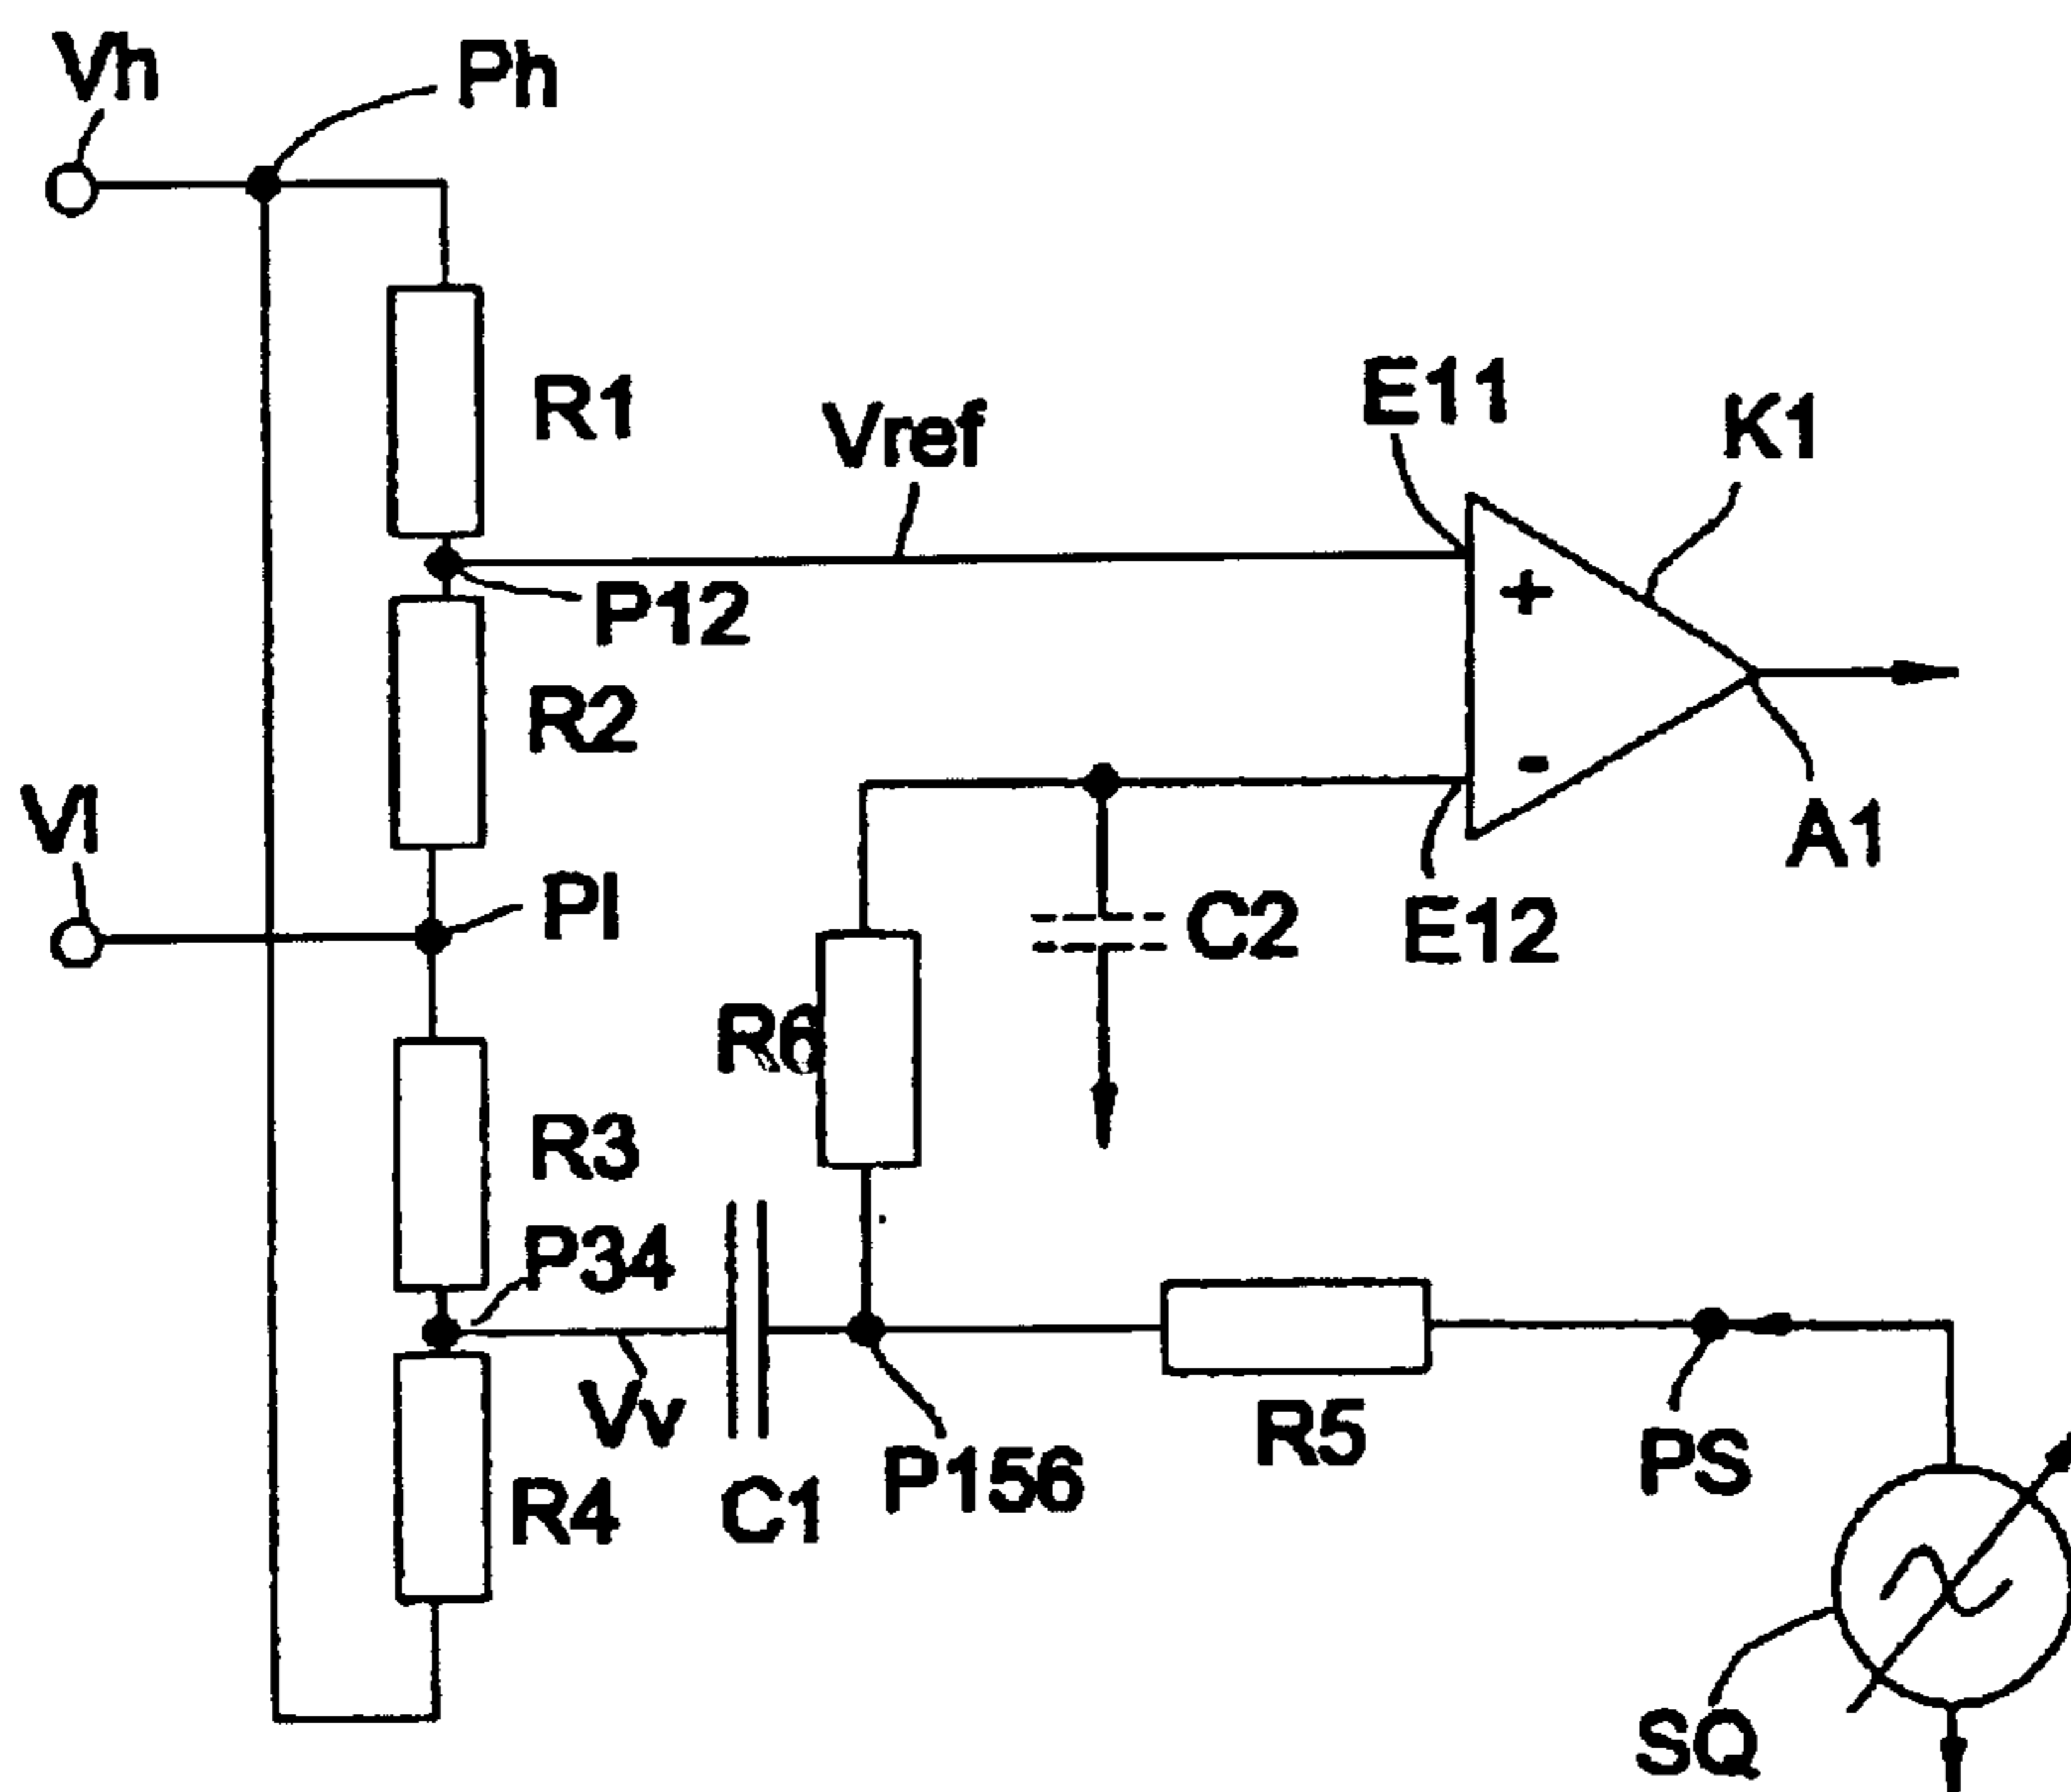 Vh
Ph
R1
Vref
E11
K1
+
P12
R2
-
Vl
Pl
A1
C2
E12
R6
R3
P34
Vv
R5
PS
P156
R4
C1
SQ